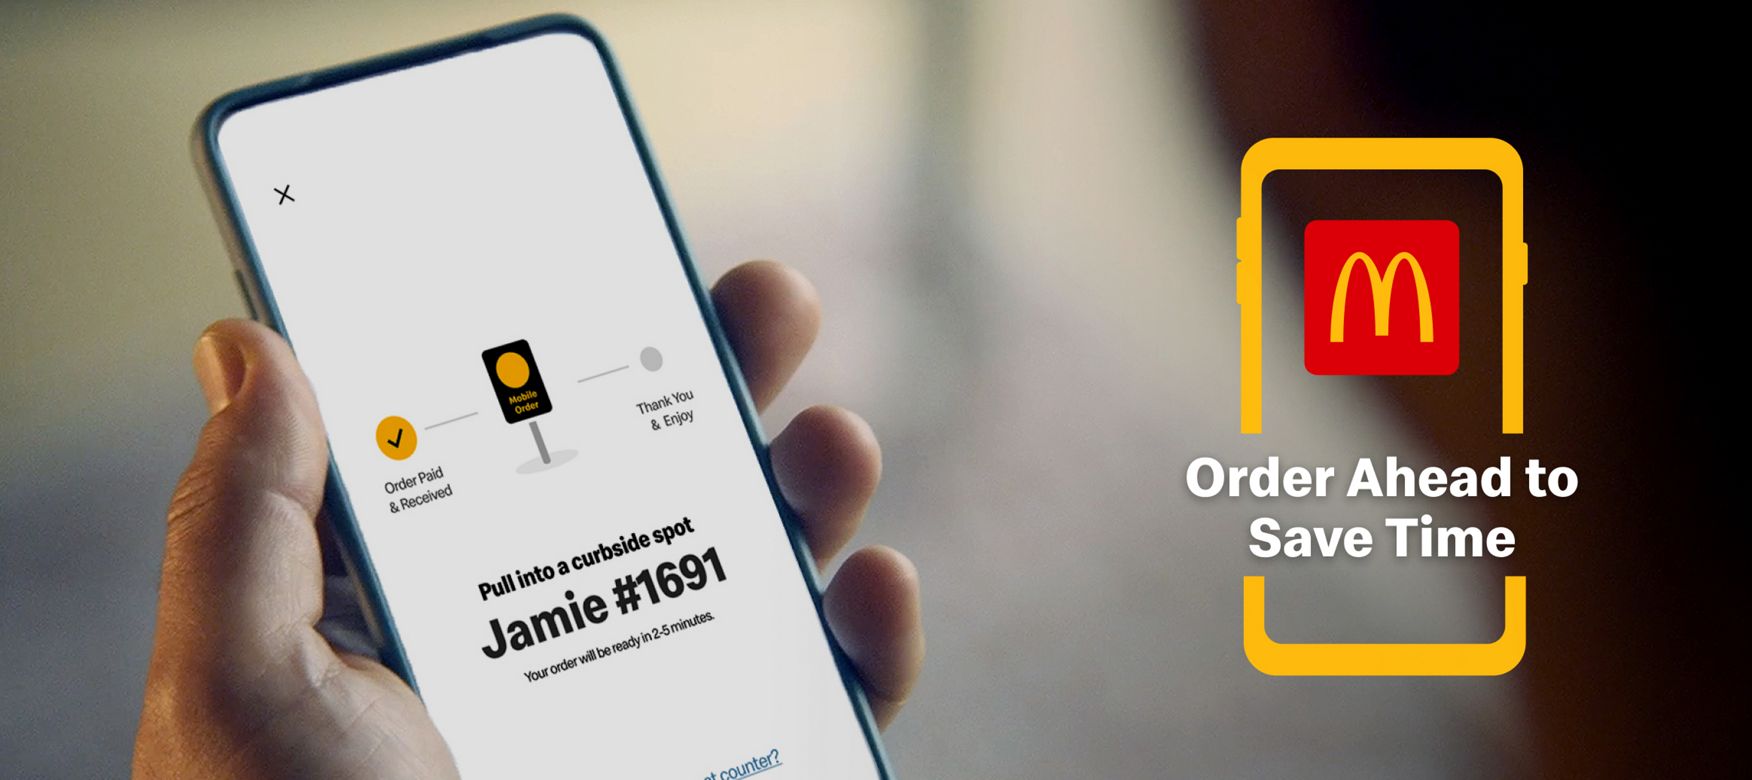 Mobile
Order
Order Paid
& Received
Thank You
& Enjoy
Pull into a curbside spot
Jamie #1691
Your order will be ready in 2-5 minutes.
counter?
Order Ahead to
Save Time